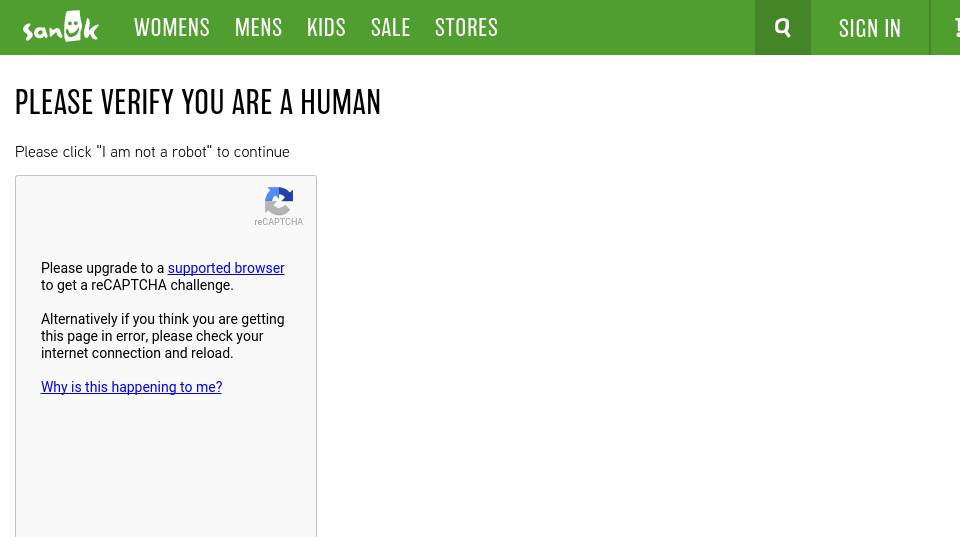 sanuk WOMENS MENS KIDS SALE STORES SIGN IN
PLEASE VERIFY YOU ARE A HUMAN
Please click "I am not a robot" to continue
reCAPTCHA
Please upgrade to a supported browser
to get a reCAPTCHA challenge.
Alternatively if you think you are getting
this page in error, please check your
internet connection and reload.
Why is this happening to me?